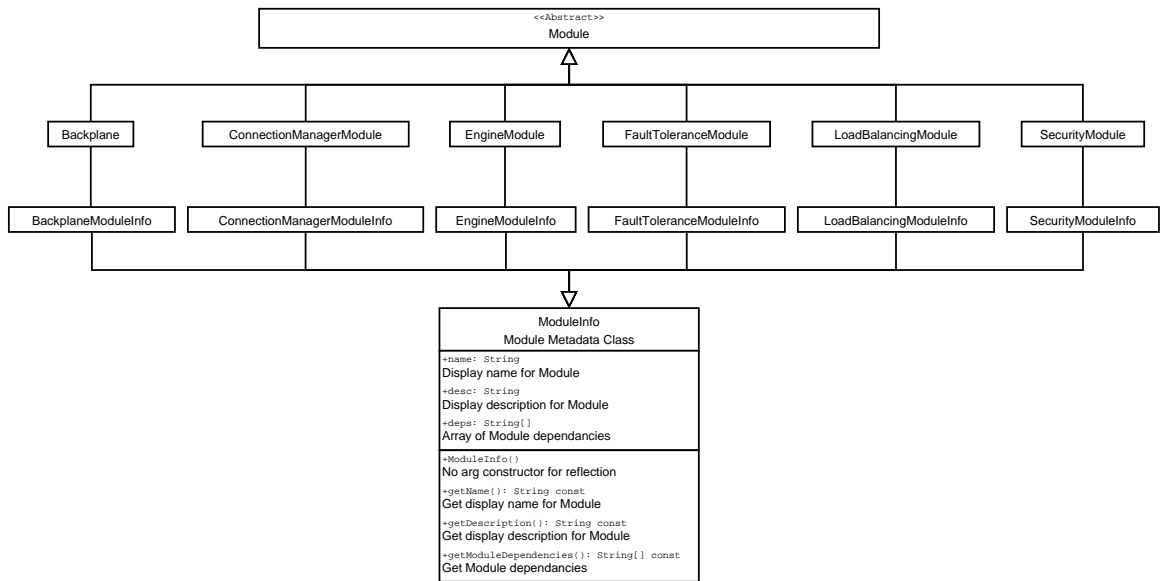 <<Abstract>>
Module
Backplane
ConnectionManagerModule
EngineModule
FaultToleranceModule
LoadBalancingModule
SecurityModule
BackplaneModuleInfo
ConnectionManagerModuleInfo
EngineModuleInfo
FaultToleranceModuleInfo
LoadBalancingModuleInfo
SecurityModuleInfo
ModuleInfo
Module Metadata Class
+name: String
Display name for Module
+desc: String
Display description for Module
+deps: String[]
Array of Module dependancies
+ModuleInfo()
No arg constructor for reflection
+getName(): String const
Get display name for Module
+getDescription(): String const
Get display description for Module
+getModuleDependencies(): String[] const
Get Module dependancies